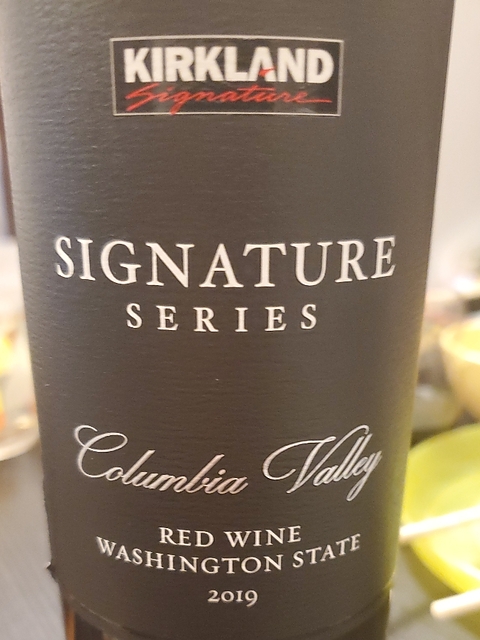 KIRKLAND
Signature
SIGNATURE
SERIES
Columbia Valley
RED WINE
WASHINGTON STATE
2019